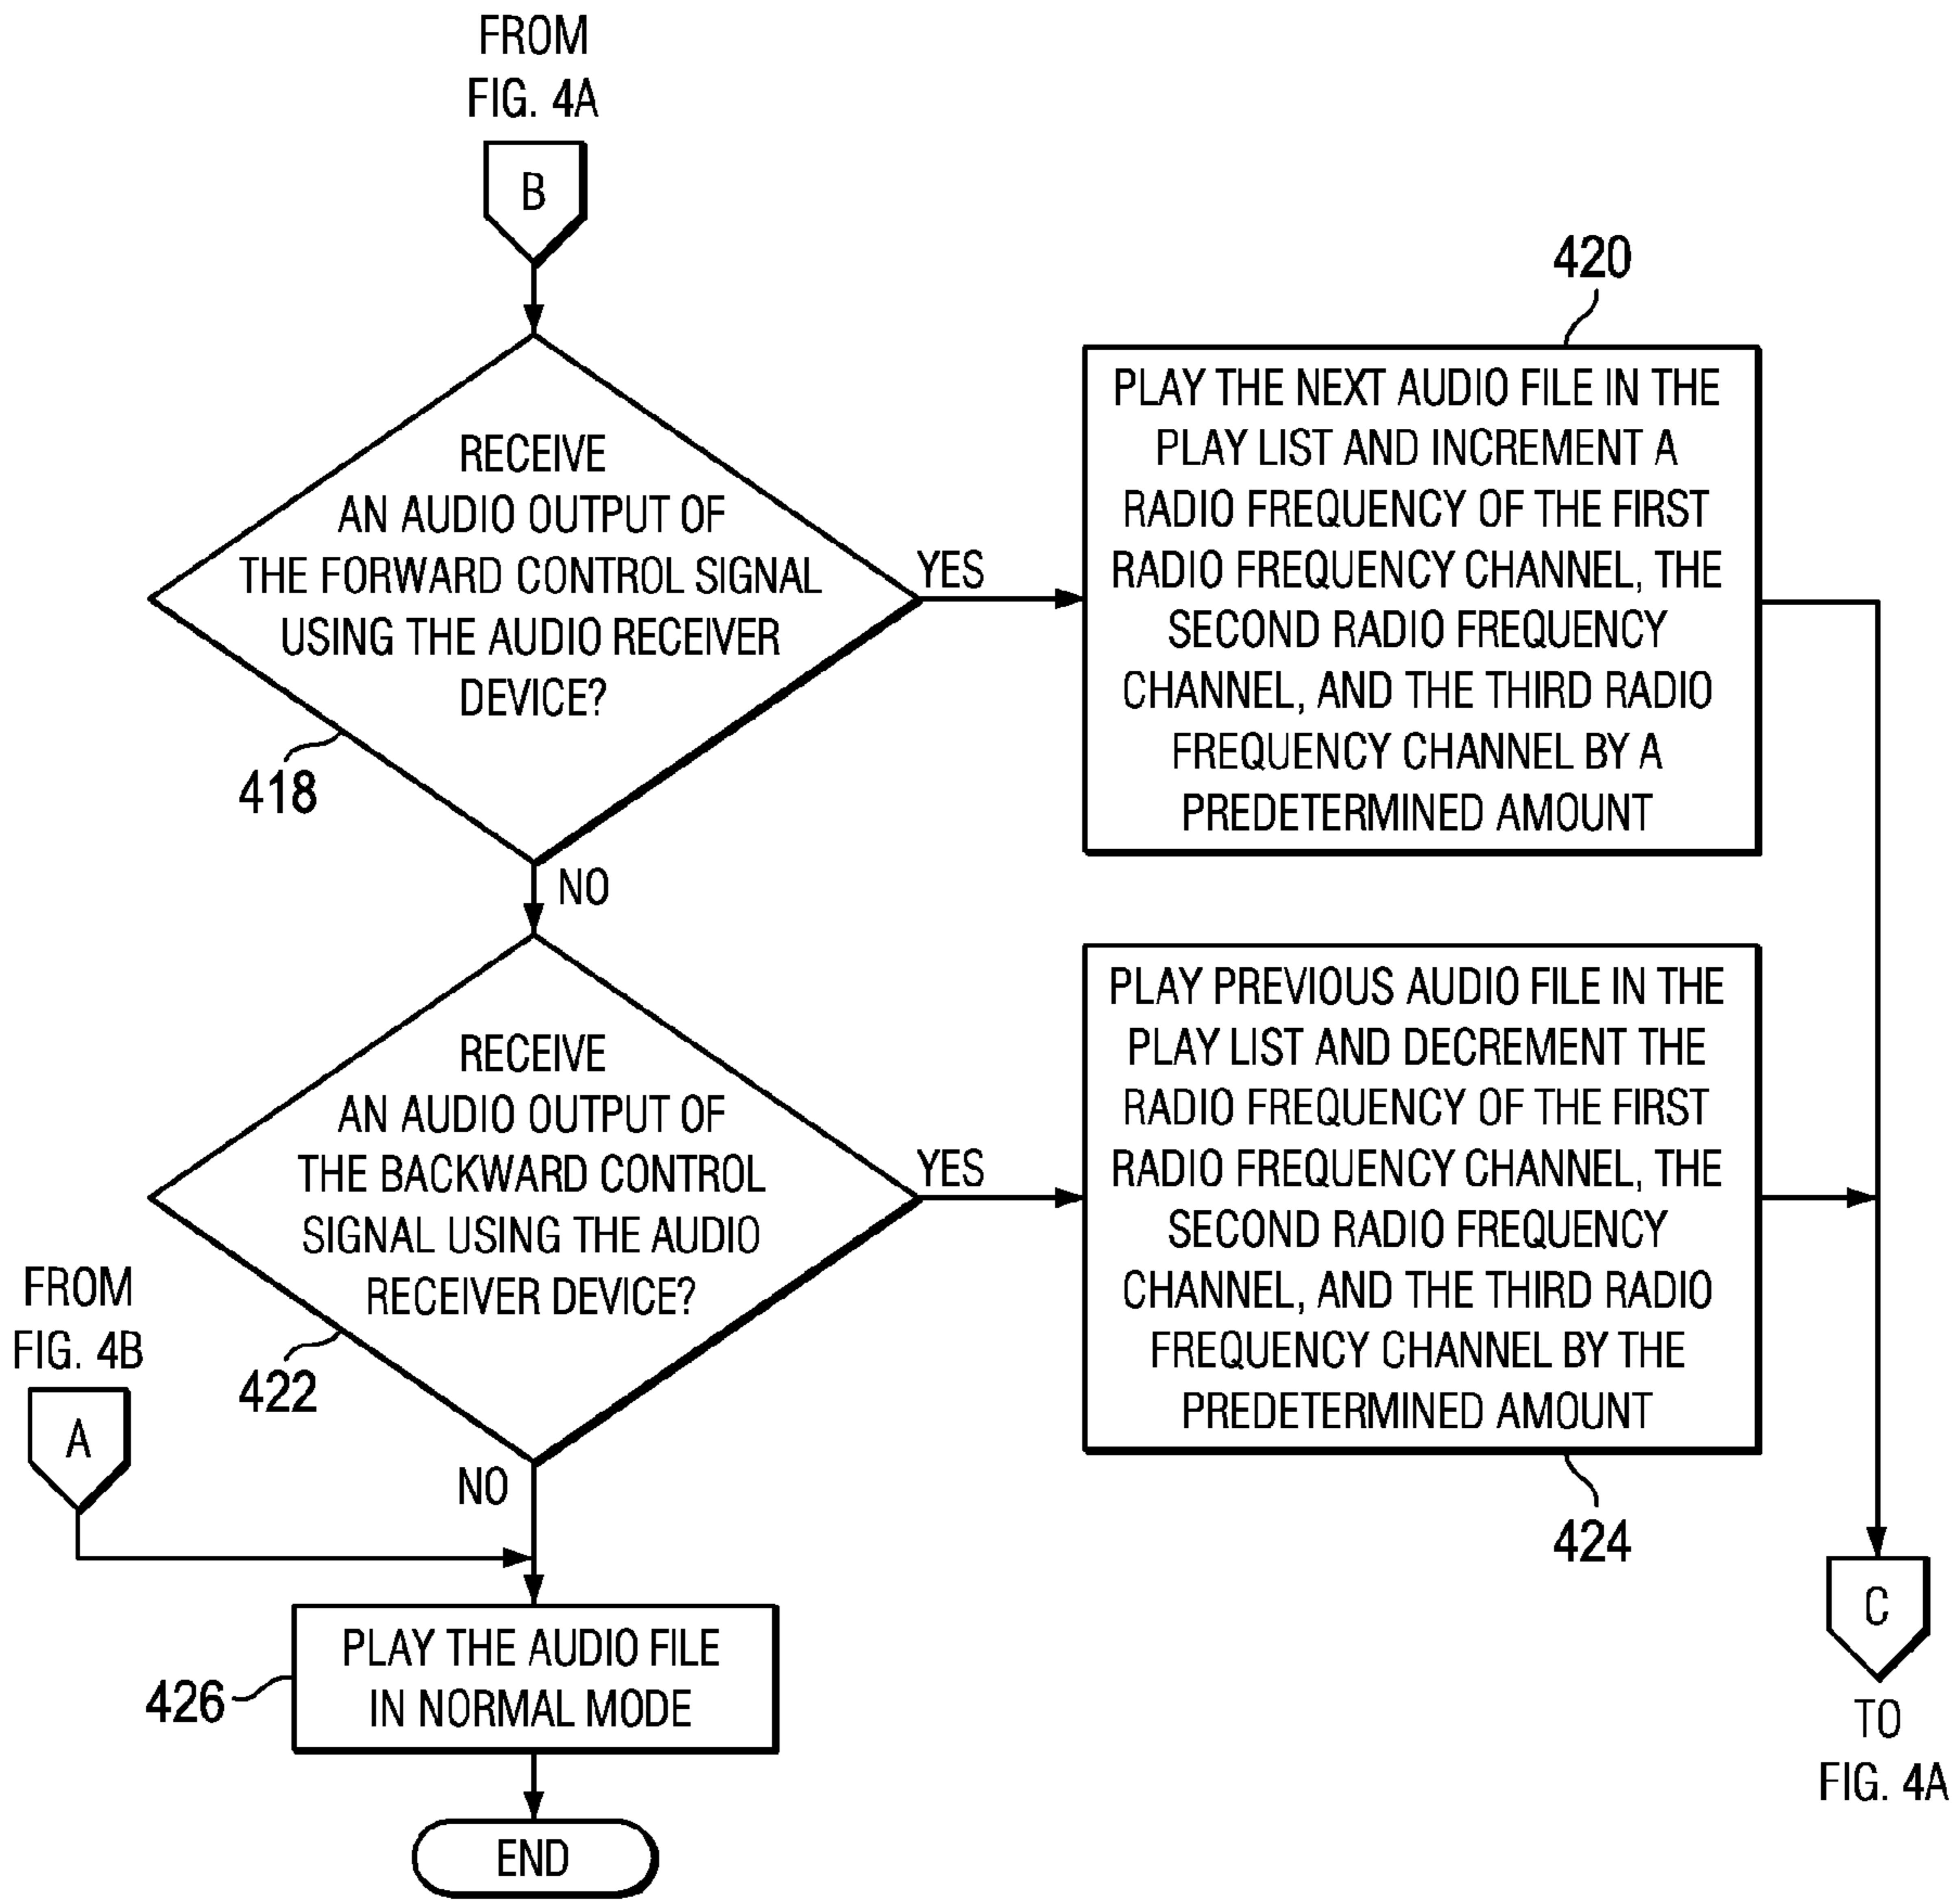 FROM
FIG. 4A
B
RECEIVE
AN AUDIO OUTPUT OF
THE FORWARD CONTROL SIGNAL
USING THE AUDIO RECEIVER
DEVICE?
418
YES
NO
420
PLAY THE NEXT AUDIO FILE IN THE
PLAY LIST AND INCREMENT A
RADIO FREQUENCY OF THE FIRST
RADIO FREQUENCY CHANNEL, THE
SECOND RADIO FREQUENCY
CHANNEL, AND THE THIRD RADIO
FREQUENCY CHANNEL BY A
PREDETERMINED AMOUNT
RECEIVE
AN AUDIO OUTPUT OF
THE BACKWARD CONTROL
SIGNAL USING THE AUDIO
RECEIVER DEVICE?
422
YES
NO
PLAY PREVIOUS AUDIO FILE IN THE
PLAY LIST AND DECREMENT THE
RADIO FREQUENCY OF THE FIRST
RADIO FREQUENCY CHANNEL, THE
SECOND RADIO FREQUENCY
CHANNEL, AND THE THIRD RADIO
FREQUENCY CHANNEL BY THE
PREDETERMINED AMOUNT
424
FROM
FIG. 4B
A
PLAY THE AUDIO FILE
IN NORMAL MODE
426
END
C
TO
FIG. 4A